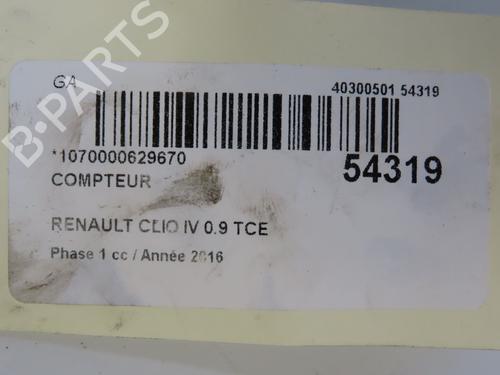 GA
40300501 54319
*1070000629670
54319
COMPTEUR
RENAULT CLIO IV 0.9 TCE
Phase 1 cc / Année 2016
B-PARTS